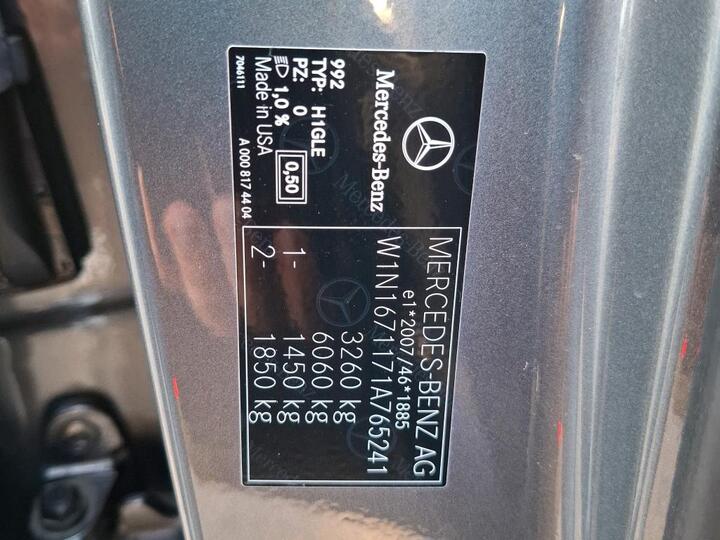 MERCEDES-BENZ AG
e1*2007/46*1885
W1N1671171A765241
3260 kg
6060 kg
1- 1450 kg
2- 1850 kg
Mercedes-Benz
992
TYP: H1GLE
PZ: 0
1,0 % 0,50
Made in USA
7046111
A 000 817 44 04